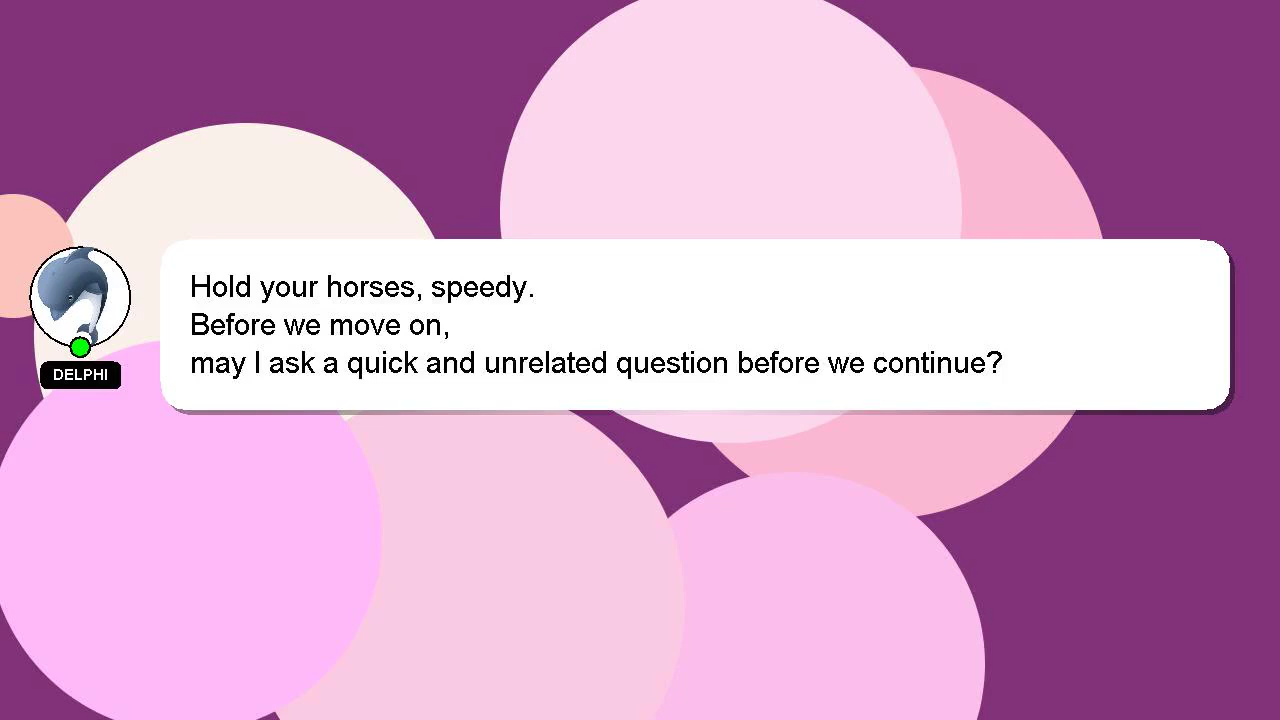 Hold your horses, speedy.
Before we move on,
may I ask a quick and unrelated question before we continue?
DELPHI